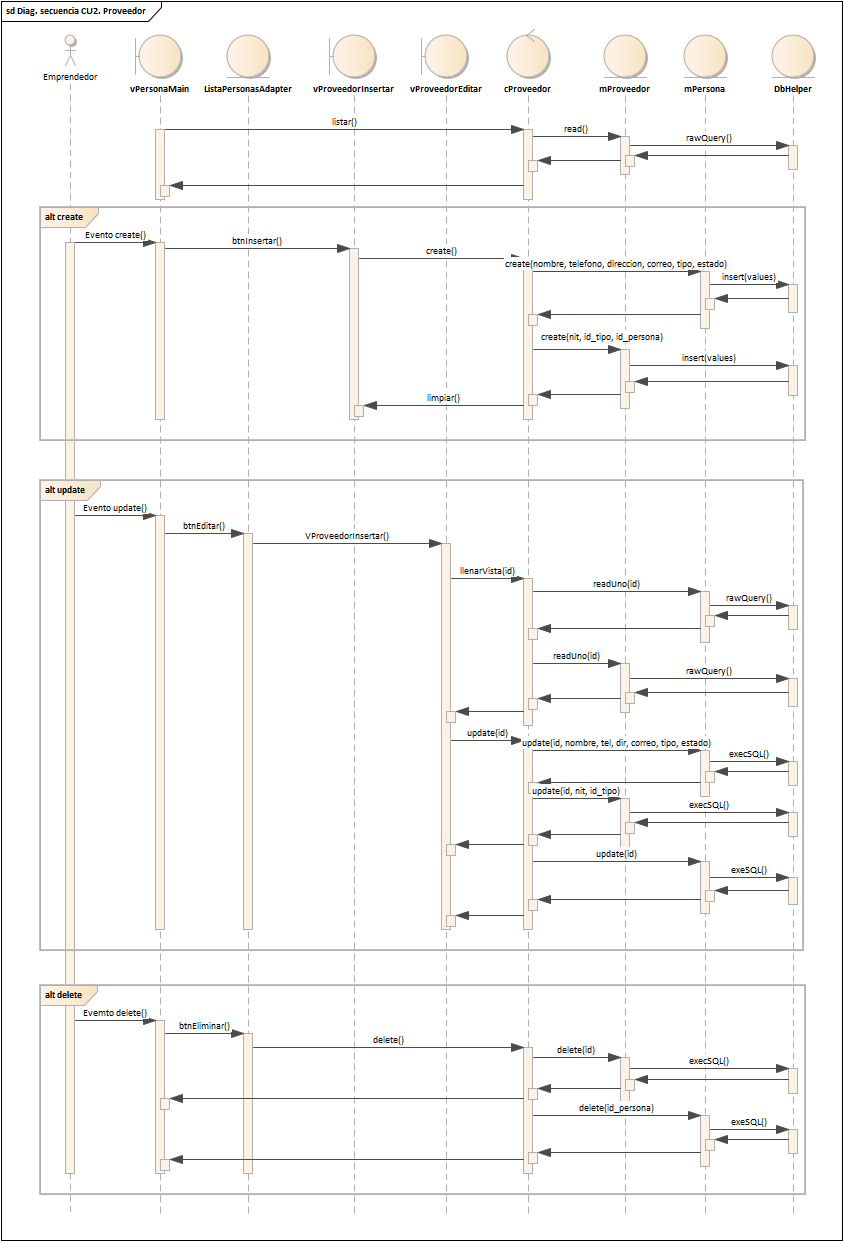 sd Diag. secuencia CU2. Proveedor
Emprendedor
vPersonaMain
ListaPersonasAdapter
vProveedorInsertar
vProveedorEditar
cProveedor
mProveedor
mPersona
DbHelper
listar()
read()
rawQuery()
alt create
Evento create()
btnInsertar()
create()
create(nombre, telefono, direccion, correo, tipo, estado)
insert(values)
create(nit, id_tipo, id_persona)
insert(values)
limpiar()
alt update
Evento update()
btnEditar()
VProveedorInsertar()
llenarVista(id)
readUno(id)
rawQuery()
readUno(id)
rawQuery()
update(id)
update(id, nombre, tel, dir, correo, tipo, estado)
execSQL()
update(id, nit, id_tipo)
execSQL()
update(id)
exeSQL()
alt delete
Evemto delete()
btnEliminar()
delete()
delete(id)
execSQL()
delete(id_persona)
exeSQL()